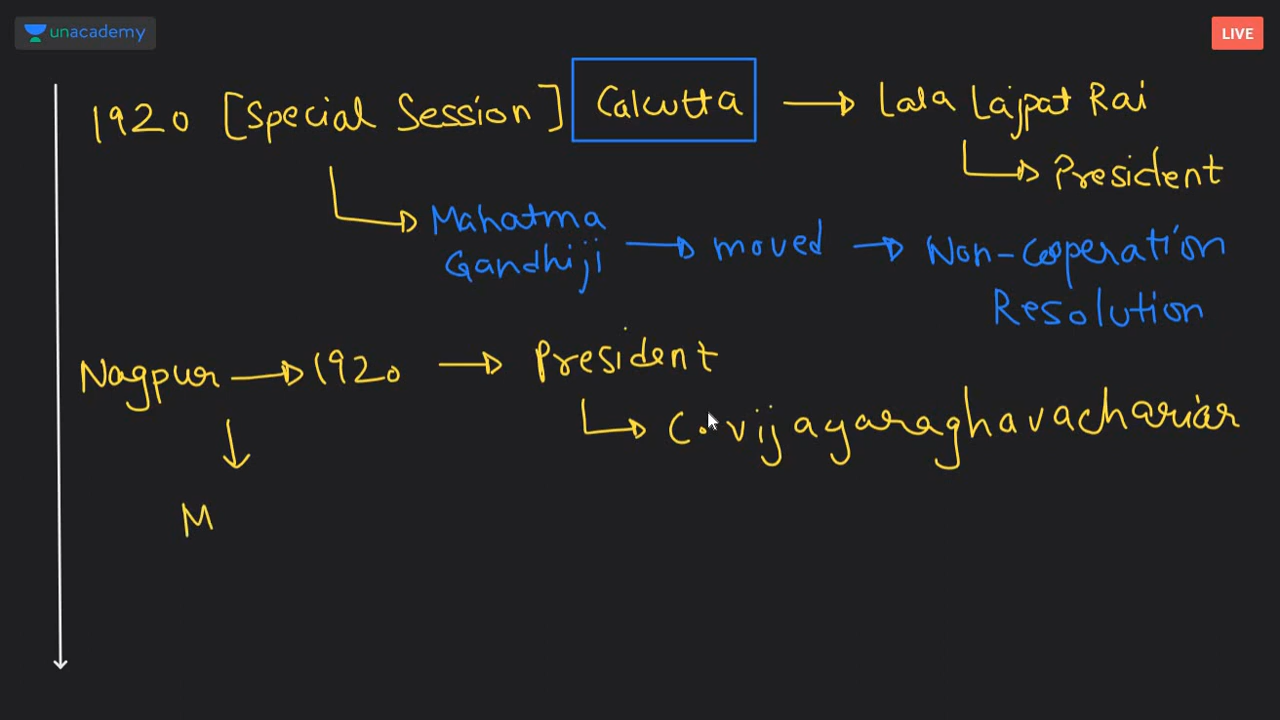 unacademy
LIVE
1920 [Special Session] Calcutta → Lala Lajpat Rai
→ President
→ Mahatma Gandhiji → moved → Non-Cooperation Resolution
Nagpur → 1920 → President
→ C. vijayaraghavachariar
M